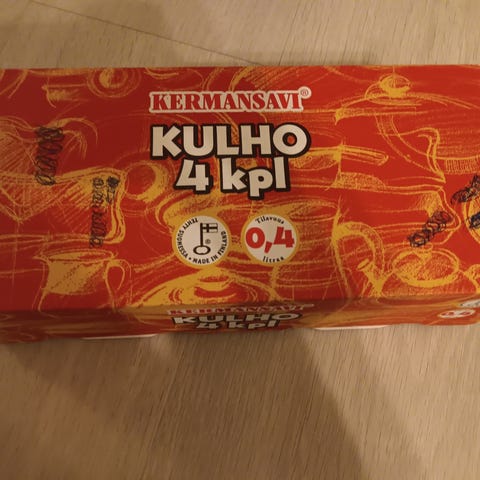 KERMANSAVI®
KULHO
4 kpl
TEHTY SUOMESSA • MADE IN FINLAND
Tilavuus
0,4
litraa
KERMANSAVI
KULHO
4 kpl